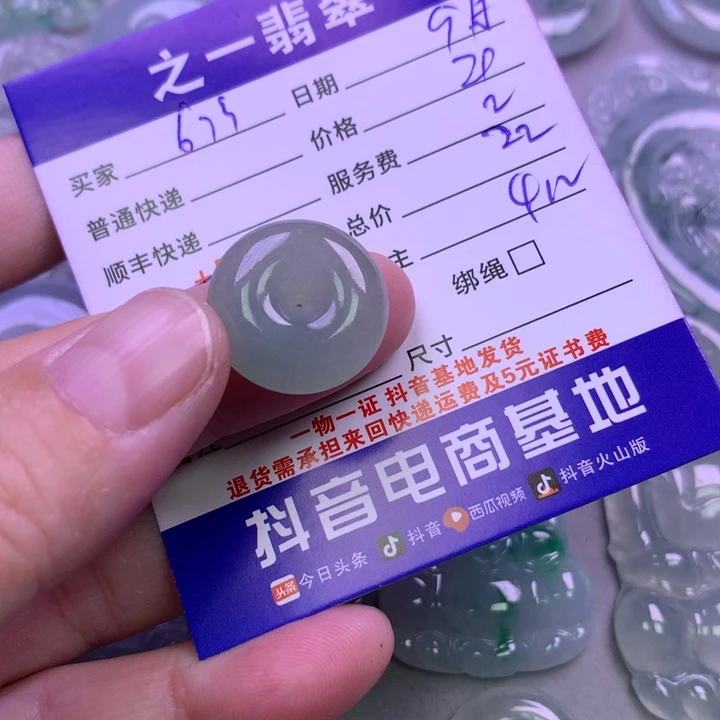 之一翡翠
买家 675 日期 9月
普通快递 价格
顺丰快递 服务费 22
总价
主 绑绳
尺寸
一物一证 抖音基地发货
退货需承担来回快递运费及5元证书费
抖音电商基地
头条 今日头条 抖音 西瓜视频 抖音火山版